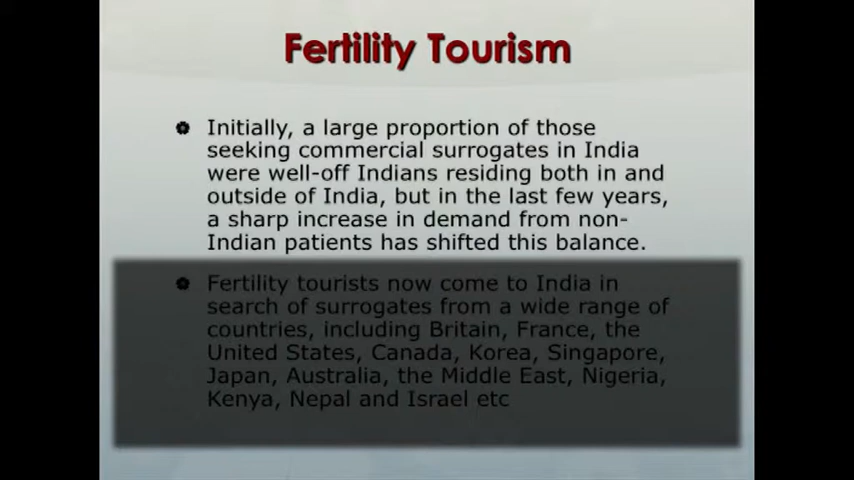 Fertility Tourism
Initially, a large proportion of those
seeking commercial surrogates in India
were well-off Indians residing both in and
outside of India, but in the last few years,
a sharp increase in demand from non-
Indian patients has shifted this balance.
Fertility tourists now come to India in
search of surrogates from a wide range of
countries, including Britain, France, the
United States, Canada, Korea, Singapore,
Japan, Australia, the Middle East, Nigeria,
Kenya, Nepal and Israel etc